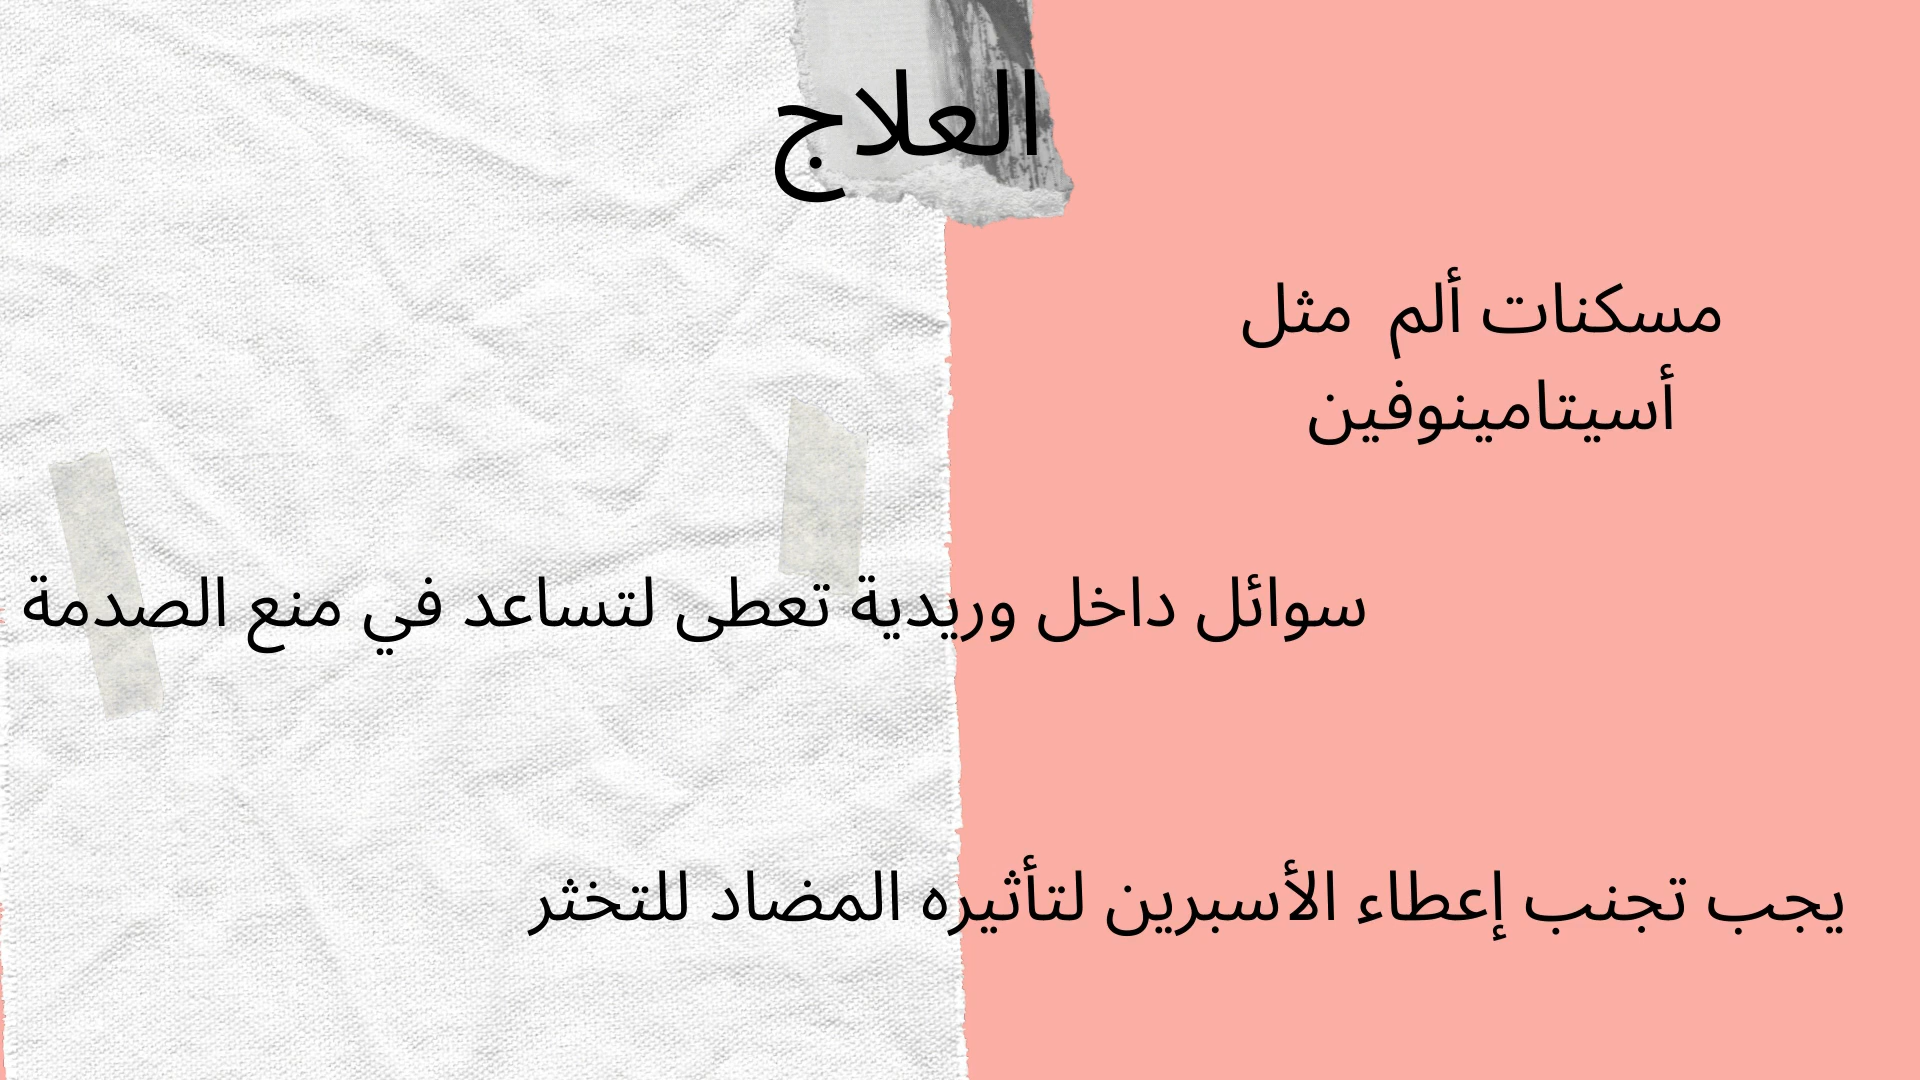 العلاج
مسكنات ألم مثل
أسيتامينوفين
سوائل داخل وريدية تعطى لتساعد في منع الصدمة
يجب تجنب إعطاء الأسبرين لتأثيره المضاد للتخثر